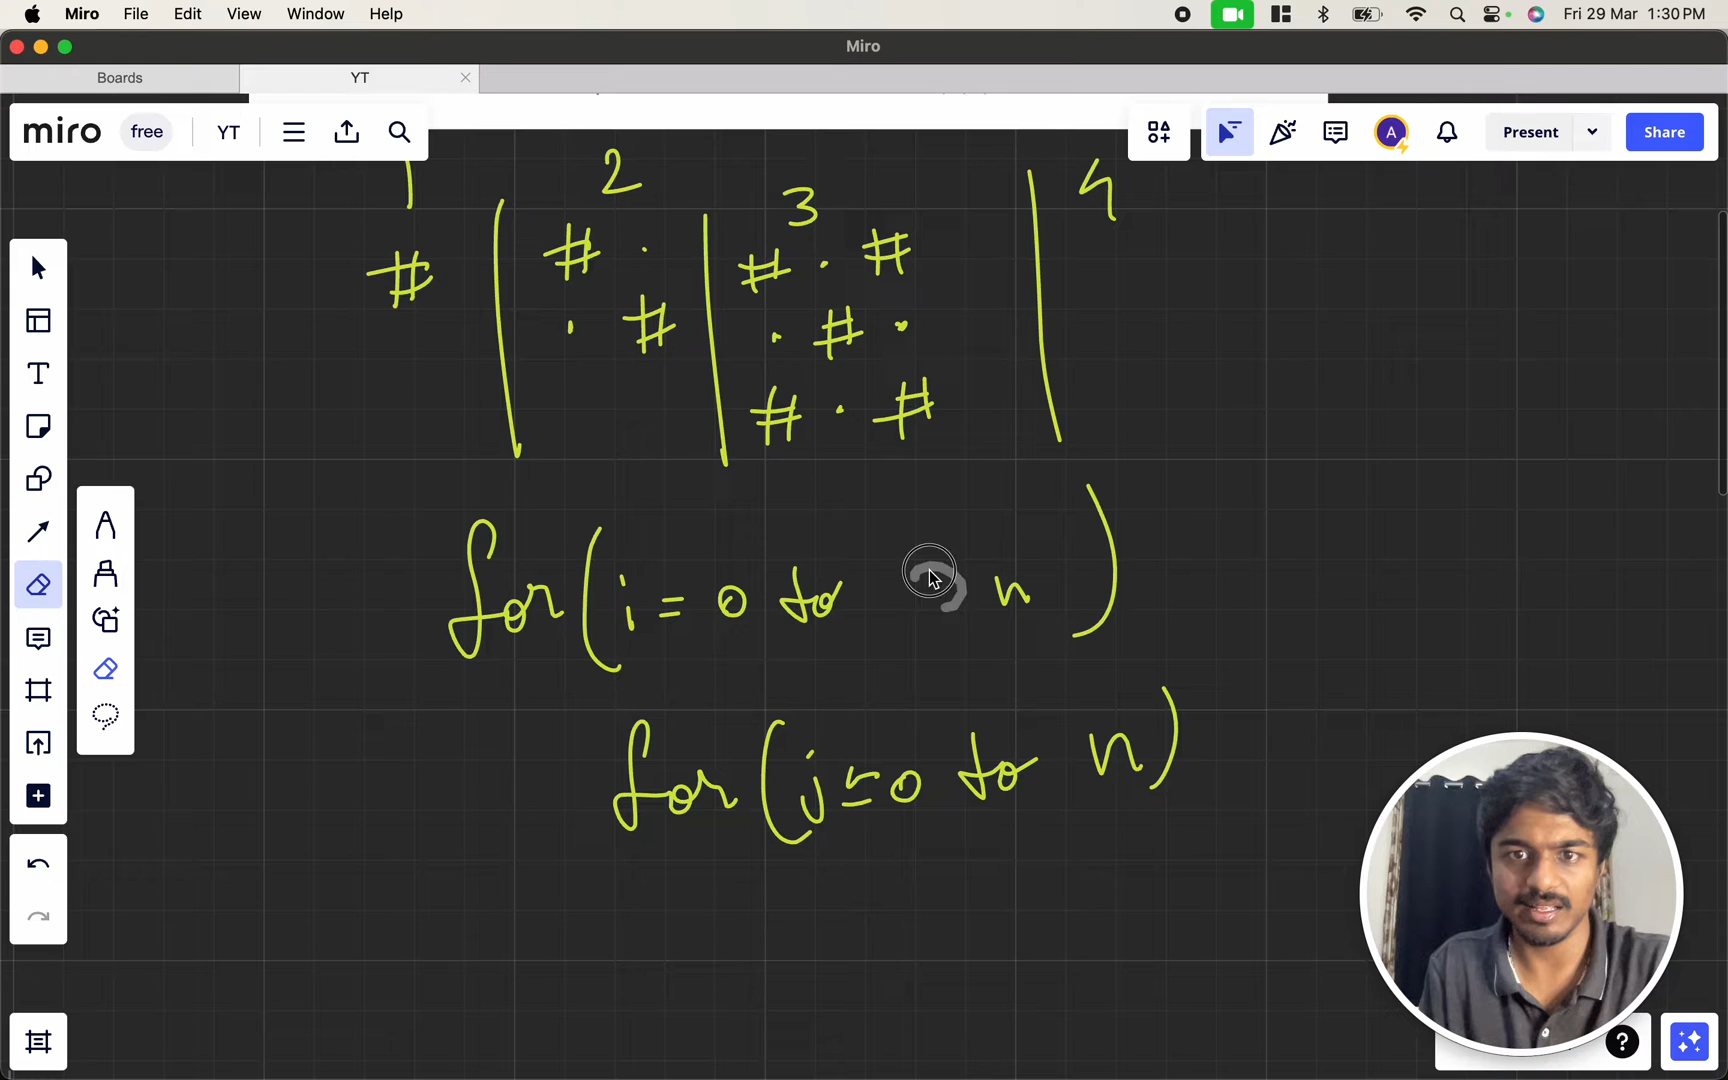 Miro File Edit View Window Help Fri 29 Mar 1:30 PM
Miro
Boards YT
miro free YT Present Share
A
1 2 3 4
# # . # . #
. # . # .
# . #
for(i = 0 to n)
for(j = 0 to n)